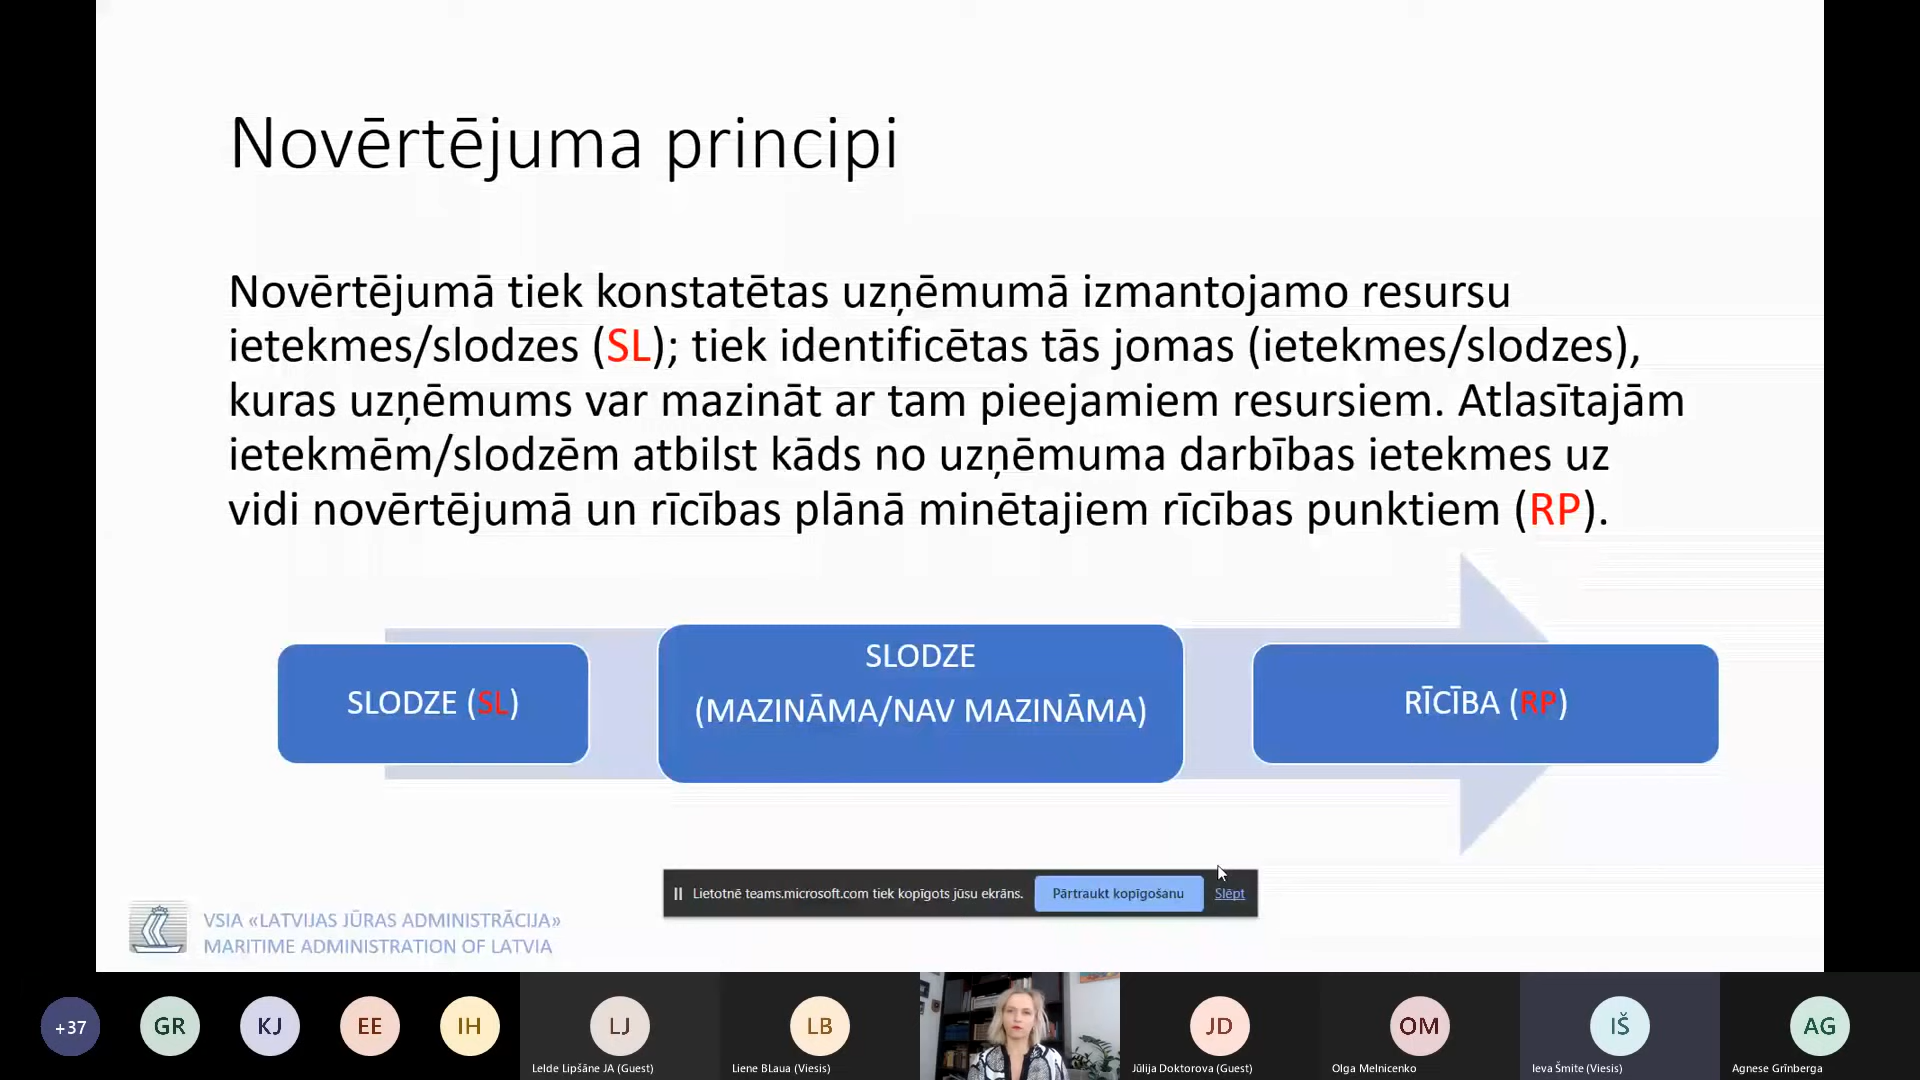 Novērtējuma principi
Novērtējumā tiek konstatētas uzņēmumā izmantojamo resursu
ietekmes/slodzes (SL); tiek identificētas tās jomas (ietekmes/slodzes),
kuras uzņēmums var mazināt ar tam pieejamiem resursiem. Atlasītajām
ietekmēm/slodzēm atbilst kāds no uzņēmuma darbības ietekmes uz
vidi novērtējumā un rīcības plānā minētajiem rīcības punktiem (RP).
SLODZE (SL)
SLODZE
(MAZINĀMA/NAV MAZINĀMA)
RĪCĪBA (RP)
Lietotnē teams.microsoft.com tiek kopīgots jūsu ekrāns.
Pārtraukt kopīgošanu
Slēpt
VSIA «LATVIJAS JŪRAS ADMINISTRĀCIJA»
MARITIME ADMINISTRATION OF LATVIA
+37
GR
KJ
EE
IH
LJ
LB
JD
OM
IŠ
AG
Lelde Lipšāne JA (Guest)
Liene BLaua (Viesis)
Jūlija Doktorova (Guest)
Olga Melnicenko
Ieva Šmite (Viesis)
Agnese Grīnberga